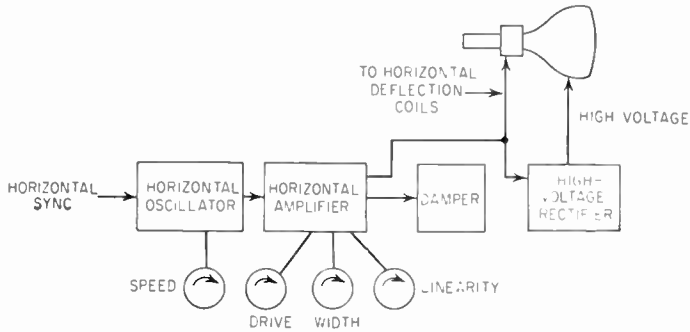 TO HORIZONTAL
DEFLECTION
COILS
HIGH VOLTAGE
HORIZONTAL
SYNC
HORIZONTAL
OSCILLATOR
HORIZONTAL
AMPLIFIER
DAMPER
HIGH-
VOLTAGE
RECTIFIER
SPEED
DRIVE
WIDTH
LINEARITY